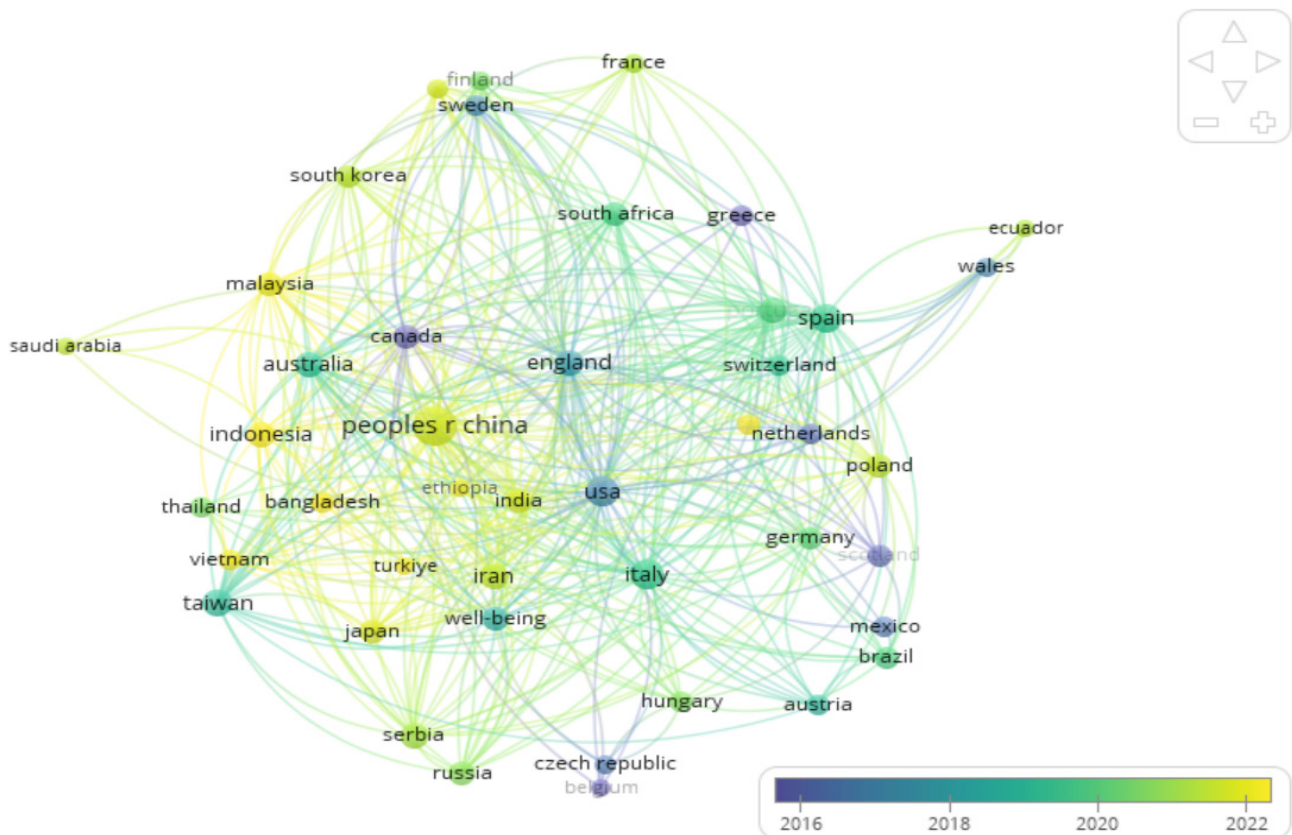 france
finland
sweden
south korea
south africa
greece
ecuador
wales
malaysia
spain
canada
saudi arabia
australia
england
switzerland
peoples r china
indonesia
netherlands
poland
ethiopia
usa
bangladesh
india
thailand
germany
scotland
vietnam
turkiye
iran
italy
taiwan
well-being
japan
mexico
brazil
hungary
austria
serbia
czech republic
russia
belgium
2016 2018 2020 2022